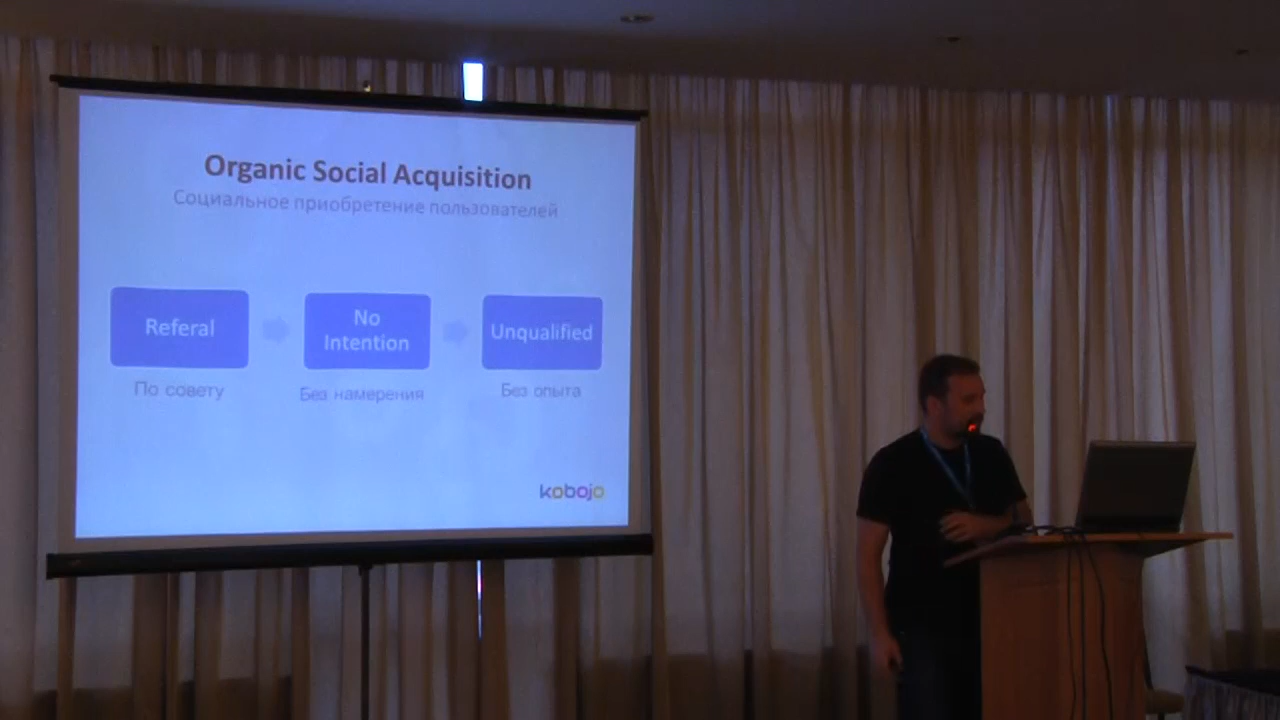 Organic Social Acquisition
Социальное приобретение пользователей
Referal
No
Intention
Unqualified
По совету
Без намерения
Без опыта
kobojo